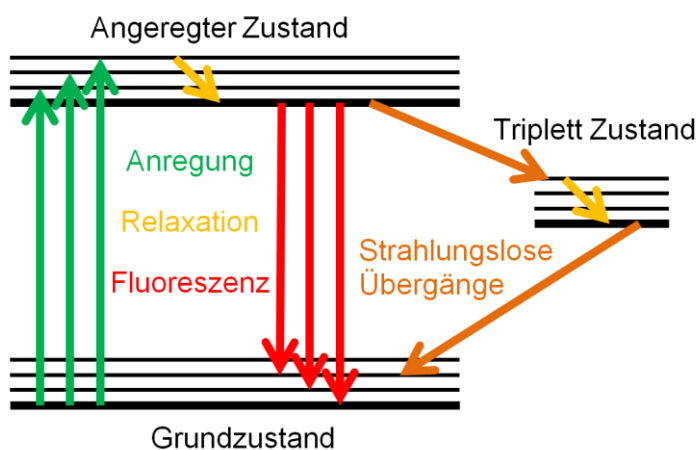 Angeregter Zustand
Triplett Zustand
Anregung
Relaxation
Fluoreszenz
Strahlungslose
Übergänge
Grundzustand